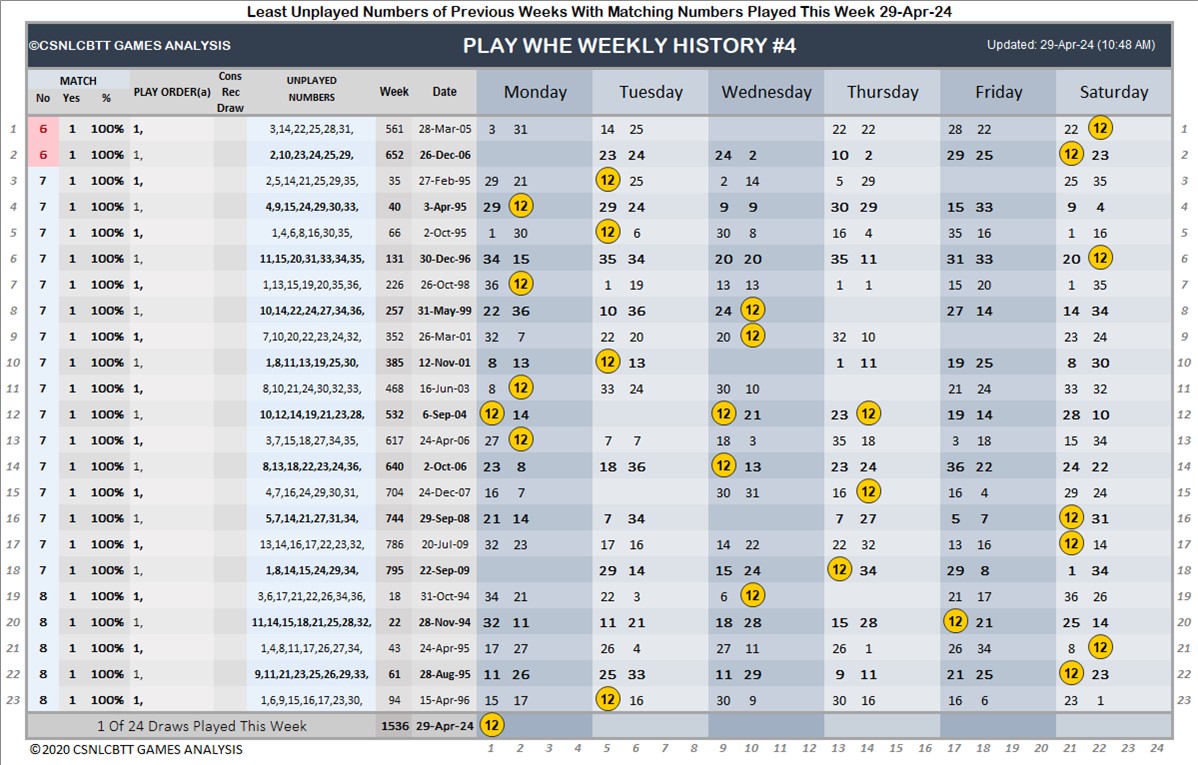 Least Unplayed Numbers of Previous Weeks With Matching Numbers Played This Week 29-Apr-24
©CSNLCBTT GAMES ANALYSIS PLAY WHE WEEKLY HISTORY #4 Updated: 29-Apr-24 (10:48 AM)
MATCH PLAY ORDER(a) Cons Rec Draw UNPLAYED NUMBERS Week Date Monday Tuesday Wednesday Thursday Friday Saturday
No Yes %
1 6 1 100% 1, 3,14,22,25,28,31, 561 28-Mar-05 3 31 14 25 22 22 28 22 22 12 1
2 6 1 100% 1, 2,10,23,24,25,29, 652 26-Dec-06 23 24 24 2 10 2 29 25 12 23 2
3 7 1 100% 1, 2,5,14,21,25,29,35, 35 27-Feb-95 29 21 12 25 2 14 5 29 25 35 3
4 7 1 100% 1, 4,9,15,24,29,30,33, 40 3-Apr-95 29 12 29 24 9 9 30 29 15 33 9 4 4
5 7 1 100% 1, 1,4,6,8,16,30,35, 66 2-Oct-95 1 30 12 6 30 8 16 4 35 16 1 16 5
6 7 1 100% 1, 11,15,20,31,33,34,35, 131 30-Dec-96 34 15 35 34 20 20 35 11 31 33 20 12 6
7 7 1 100% 1, 1,13,15,19,20,35,36, 226 26-Oct-98 36 12 1 19 13 13 1 1 15 20 1 35 7
8 7 1 100% 1, 10,14,22,24,27,34,36, 257 31-May-99 22 36 10 36 24 12 27 14 14 34 8
9 7 1 100% 1, 7,10,20,22,23,24,32, 352 26-Mar-01 32 7 22 20 20 12 32 10 23 24 9
10 7 1 100% 1, 1,8,11,13,19,25,30, 385 12-Nov-01 8 13 12 13 1 11 19 25 8 30 10
11 7 1 100% 1, 8,10,21,24,30,32,33, 468 16-Jun-03 8 12 33 24 30 10 21 24 33 32 11
12 7 1 100% 1, 10,12,14,19,21,23,28, 532 6-Sep-04 12 14 12 21 23 12 19 14 28 10 12
13 7 1 100% 1, 3,7,15,18,27,34,35, 617 24-Apr-06 27 12 7 7 18 3 35 18 3 18 15 34 13
14 7 1 100% 1, 8,13,18,22,23,24,36, 640 2-Oct-06 23 8 18 36 12 13 23 24 36 22 24 22 14
15 7 1 100% 1, 4,7,16,24,29,30,31, 704 24-Dec-07 16 7 30 31 16 12 16 4 29 24 15
16 7 1 100% 1, 5,7,14,21,27,31,34, 744 29-Sep-08 21 14 7 34 7 27 5 7 12 31 16
17 7 1 100% 1, 13,14,16,17,22,23,32, 786 20-Jul-09 32 23 17 16 14 22 22 32 13 16 12 14 17
18 7 1 100% 1, 1,8,14,15,24,29,34, 795 22-Sep-09 29 14 15 24 12 34 29 8 1 34 18
19 8 1 100% 1, 3,6,17,21,22,26,34,36, 18 31-Oct-94 34 21 22 3 6 12 21 17 36 26 19
20 8 1 100% 1, 11,14,15,18,21,25,28,32, 22 28-Nov-94 32 11 11 21 18 28 15 28 12 21 25 14 20
21 8 1 100% 1, 1,4,8,11,17,26,27,34, 43 24-Apr-95 17 27 26 4 27 11 26 1 26 34 8 12 21
22 8 1 100% 1, 9,11,21,23,25,26,29,33, 61 28-Aug-95 11 26 25 33 11 29 9 11 21 25 12 23 22
23 8 1 100% 1, 1,6,9,15,16,17,23,30, 94 15-Apr-96 15 17 12 16 30 9 30 16 16 6 23 1 23
1 Of 24 Draws Played This Week 1536 29-Apr-24 12
©2020 CSNLCBTT GAMES ANALYSIS 1 2 3 4 5 6 7 8 9 10 11 12 13 14 15 16 17 18 19 20 21 22 23 24